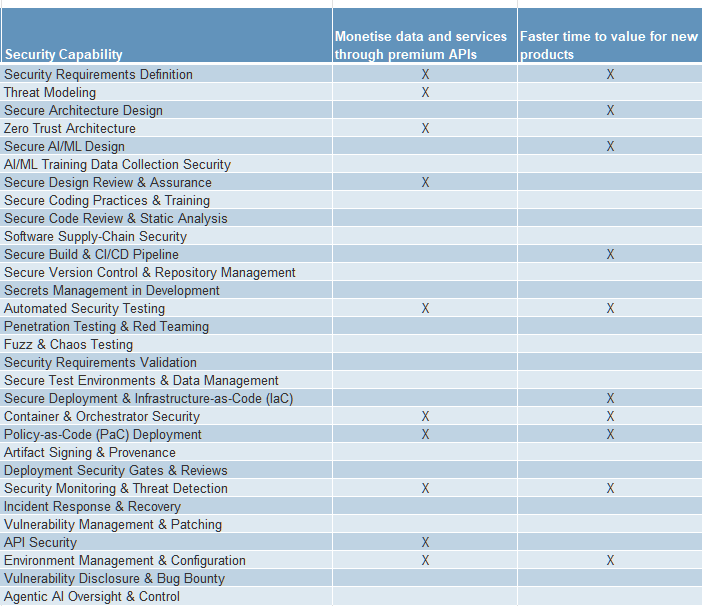 Security Capability Monetise data and services Faster time to value for new
through premium APIs products
Security Requirements Definition X X
Threat Modeling X
Secure Architecture Design X
Zero Trust Architecture X
Secure AI/ML Design X
AI/ML Training Data Collection Security
Secure Design Review & Assurance X
Secure Coding Practices & Training
Secure Code Review & Static Analysis
Software Supply-Chain Security
Secure Build & CI/CD Pipeline X
Secure Version Control & Repository Management
Secrets Management in Development
Automated Security Testing X X
Penetration Testing & Red Teaming
Fuzz & Chaos Testing
Security Requirements Validation
Secure Test Environments & Data Management
Secure Deployment & Infrastructure-as-Code (IaC) X
Container & Orchestrator Security X X
Policy-as-Code (PaC) Deployment X X
Artifact Signing & Provenance
Deployment Security Gates & Reviews
Security Monitoring & Threat Detection X X
Incident Response & Recovery
Vulnerability Management & Patching
API Security X
Environment Management & Configuration X X
Vulnerability Disclosure & Bug Bounty
Agentic AI Oversight & Control